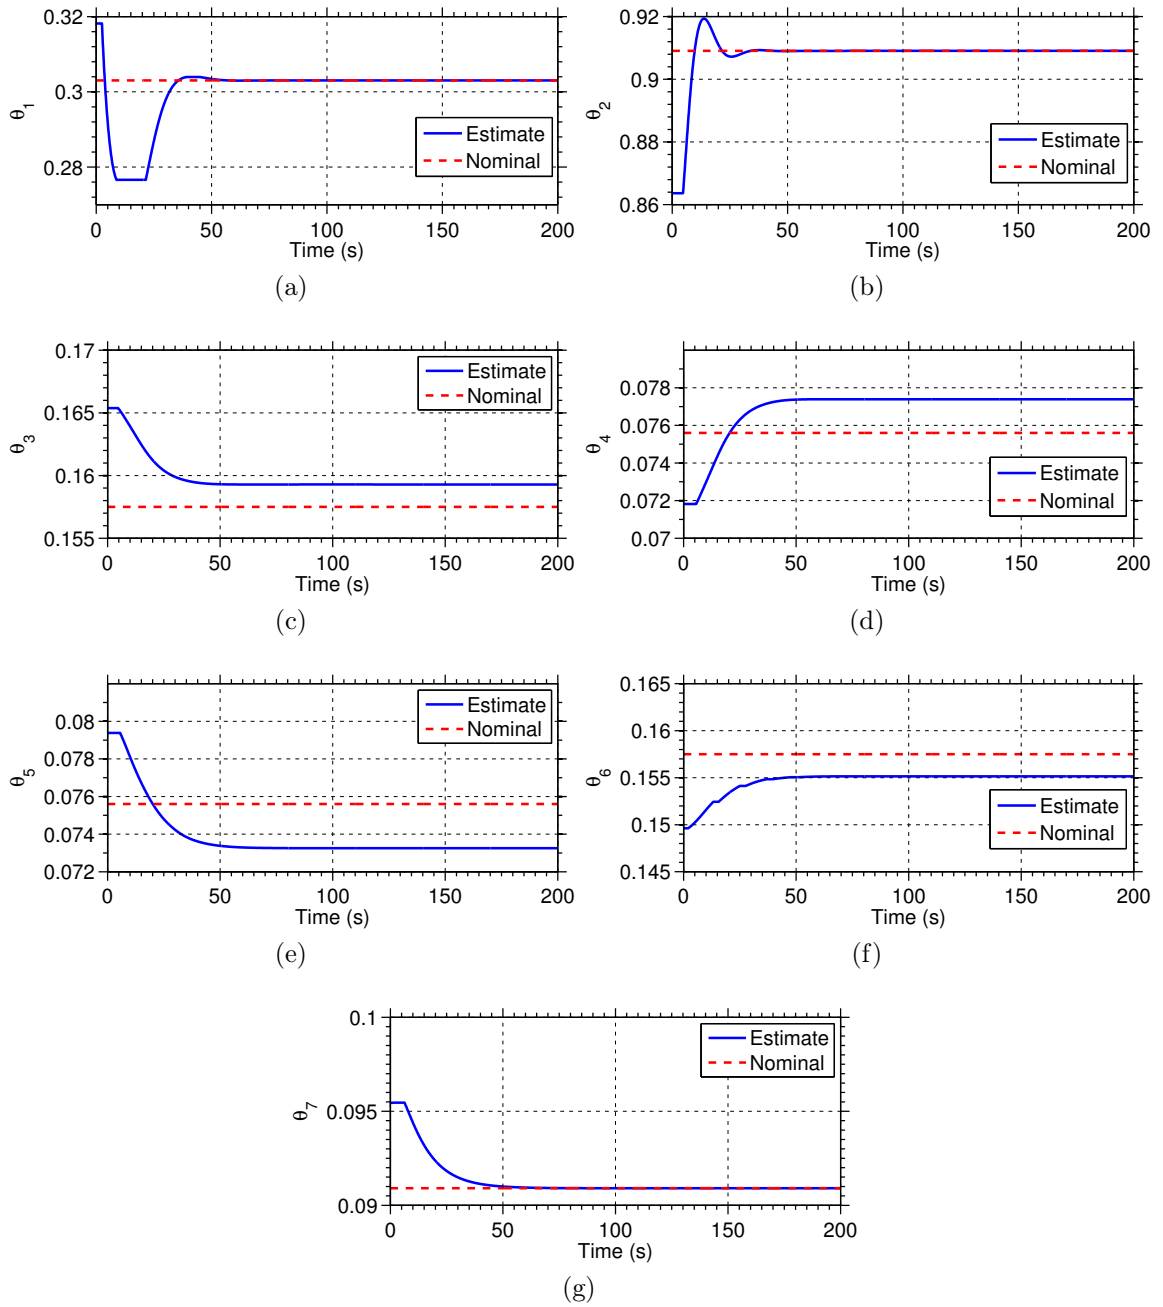 0.32
0.3
0.28
θ1
Estimate
Nominal
0 50 100 150 200
Time (s)
(a)
0.92
0.9
0.88
0.86
θ2
Estimate
Nominal
0 50 100 150 200
Time (s)
(b)
0.17
0.165
0.16
0.155
θ3
Estimate
Nominal
0 50 100 150 200
Time (s)
(c)
0.078
0.076
0.074
0.072
0.07
θ4
Estimate
Nominal
0 50 100 150 200
Time (s)
(d)
0.08
0.078
0.076
0.074
0.072
θ5
Estimate
Nominal
0 50 100 150 200
Time (s)
(e)
0.165
0.16
0.155
0.15
0.145
θ6
Estimate
Nominal
0 50 100 150 200
Time (s)
(f)
0.1
0.095
0.09
θ7
Estimate
Nominal
0 50 100 150 200
Time (s)
(g)